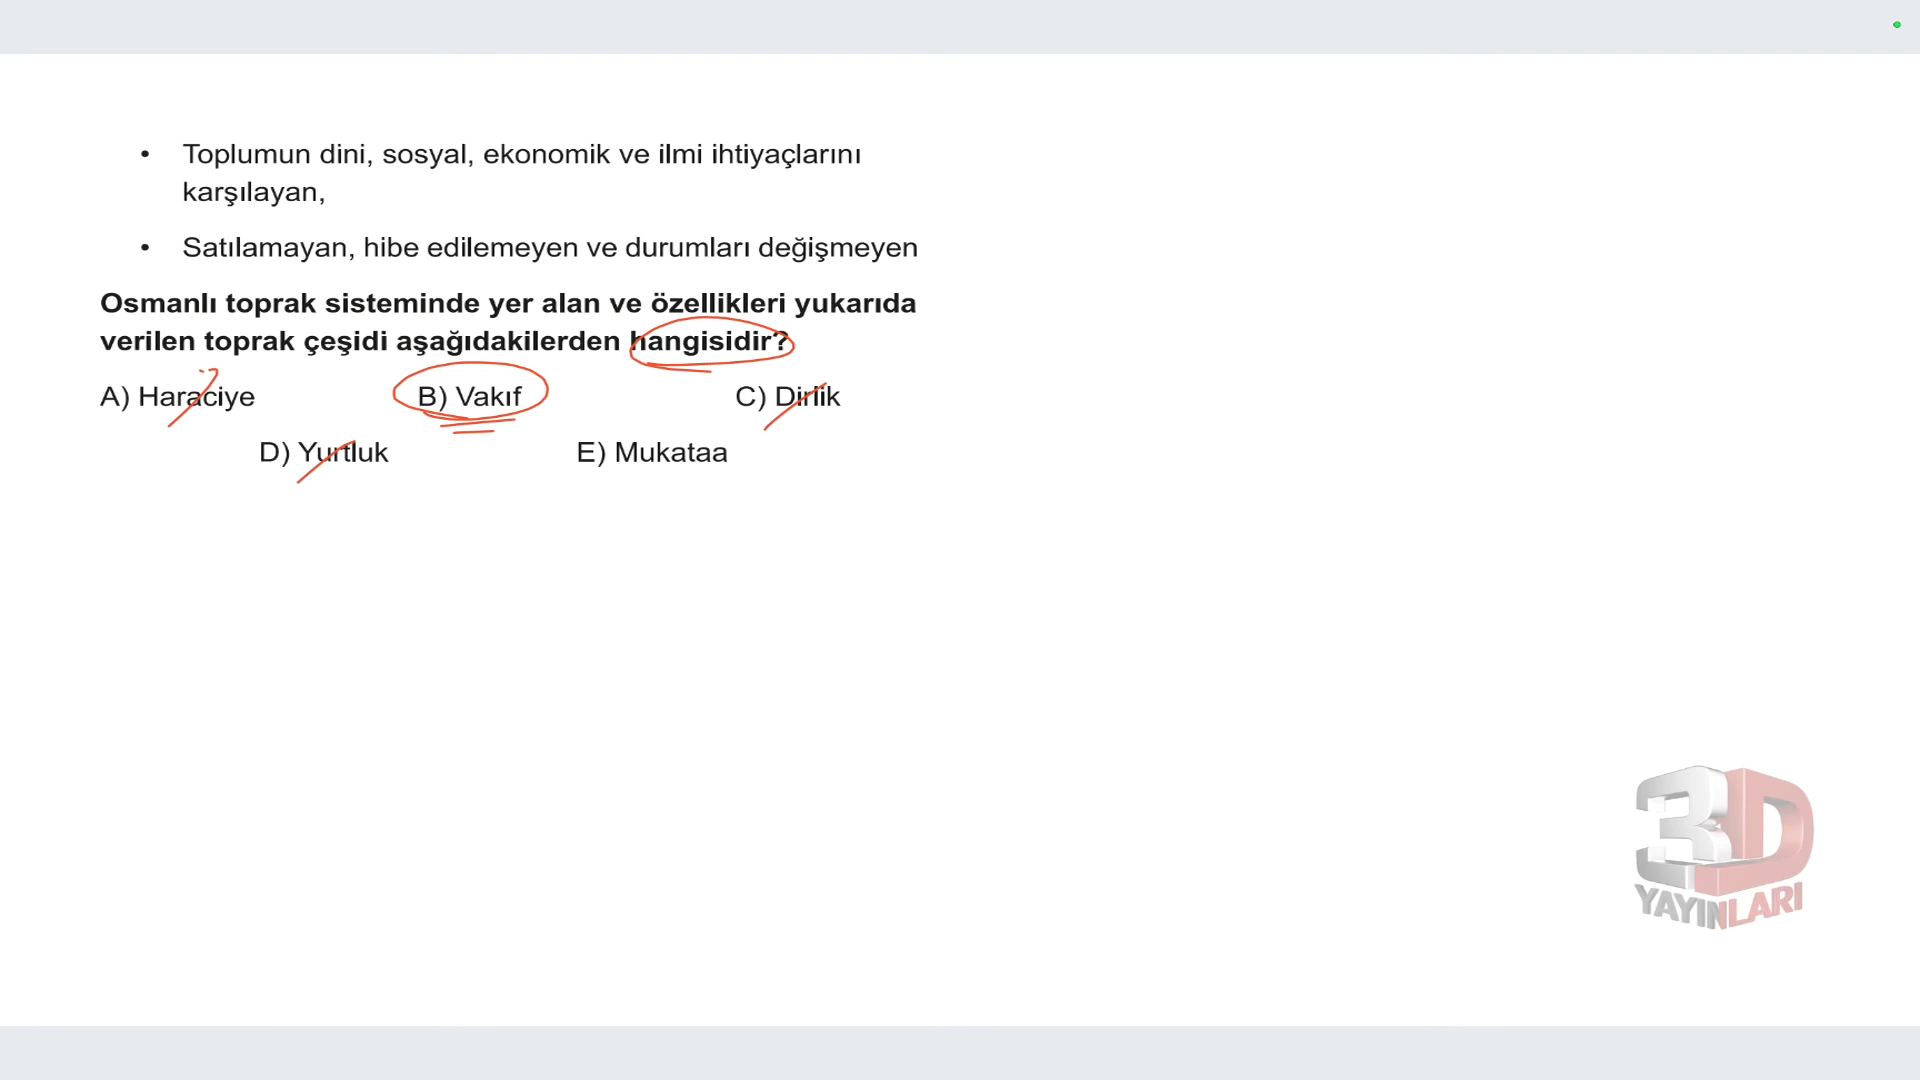 • Toplumun dini, sosyal, ekonomik ve ilmi ihtiyaçlarını
karşılayan,
• Satılamayan, hibe edilemeyen ve durumları değişmeyen
Osmanlı toprak sisteminde yer alan ve özellikleri yukarıda
verilen toprak çeşidi aşağıdakilerden hangisidir?
A) Haraciye B) Vakıf C) Dirlik
D) Yurtluk E) Mukataa
3D
YAYINLARI